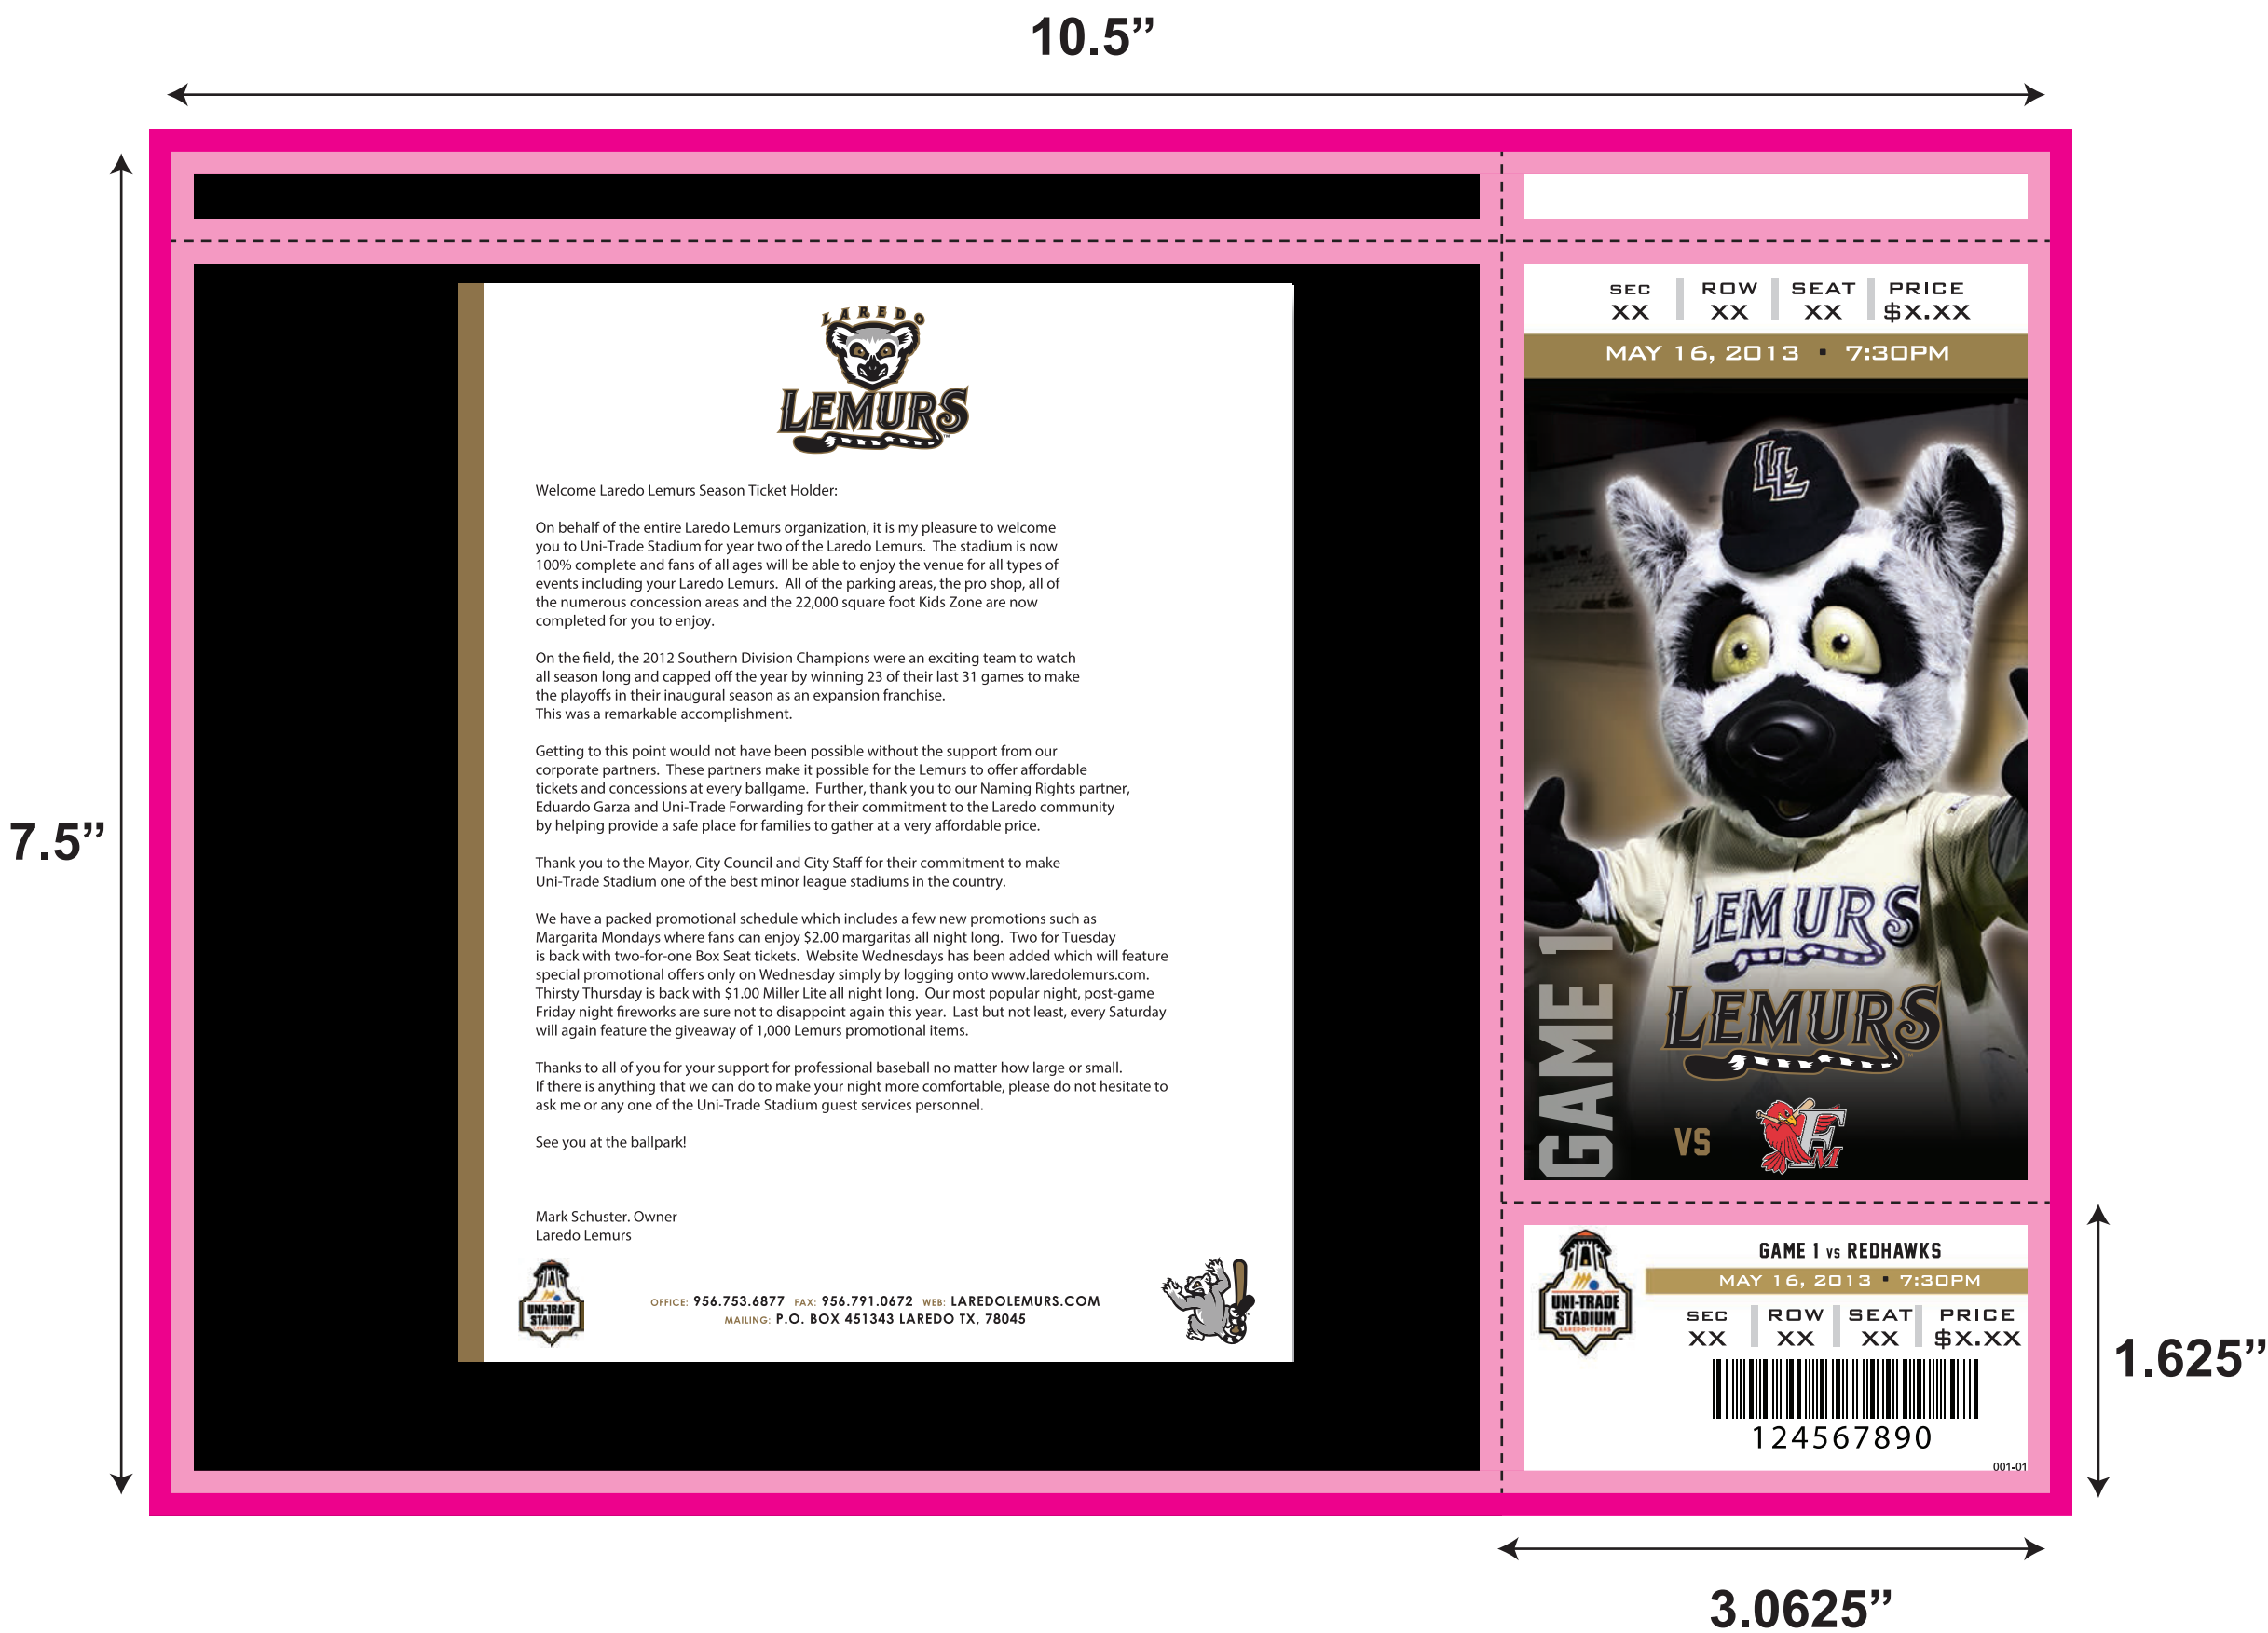 10.5”
7.5”
LAREDO
LEMURS
TM
Welcome Laredo Lemurs Season Ticket Holder:
On behalf of the entire Laredo Lemurs organization, it is my pleasure to welcome
you to Uni-Trade Stadium for year two of the Laredo Lemurs.  The stadium is now
100% complete and fans of all ages will be able to enjoy the venue for all types of
events including your Laredo Lemurs.  All of the parking areas, the pro shop, all of
the numerous concession areas and the 22,000 square foot Kids Zone are now
completed for you to enjoy.
On the field, the 2012 Southern Division Champions were an exciting team to watch
all season long and capped off the year by winning 23 of their last 31 games to make
the playoffs in their inaugural season as an expansion franchise.
This was a remarkable accomplishment.
Getting to this point would not have been possible without the support from our
corporate partners.  These partners make it possible for the Lemurs to offer affordable
tickets and concessions at every ballgame.  Further, thank you to our Naming Rights partner,
Eduardo Garza and Uni-Trade Forwarding for their commitment to the Laredo community
by helping provide a safe place for families to gather at a very affordable price.
Thank you to the Mayor, City Council and City Staff for their commitment to make
Uni-Trade Stadium one of the best minor league stadiums in the country.
We have a packed promotional schedule which includes a few new promotions such as
Margarita Mondays where fans can enjoy $2.00 margaritas all night long.  Two for Tuesday
is back with two-for-one Box Seat tickets.  Website Wednesdays has been added which will feature
special promotional offers only on Wednesday simply by logging onto www.laredolemurs.com.
Thirsty Thursday is back with $1.00 Miller Lite all night long.  Our most popular night, post-game
Friday night fireworks are sure not to disappoint again this year.  Last but not least, every Saturday
will again feature the giveaway of 1,000 Lemurs promotional items.
Thanks to all of you for your support for professional baseball no matter how large or small.
If there is anything that we can do to make your night more comfortable, please do not hesitate to
ask me or any one of the Uni-Trade Stadium guest services personnel.
See you at the ballpark!
Mark Schuster. Owner
Laredo Lemurs
UNI-TRADE
STADIUM
LAREDO•TEXAS
OFFICE: 956.753.6877 FAX: 956.791.0672 WEB: LAREDOLEMURS.COM
MAILING: P.O. BOX 451343 LAREDO TX, 78045
SEC ROW SEAT PRICE
XX XX XX $X.XX
MAY 16, 2013 ▪ 7:30PM
LL
LEMURS
GAME 1
LEMURS
TM
VS
FM
UNI-TRADE
STADIUM
LAREDO•TEXAS
GAME 1 VS REDHAWKS
MAY 16, 2013 ▪ 7:30PM
SEC ROW SEAT PRICE
XX XX XX $X.XX
124567890
001-01
1.625”
3.0625”